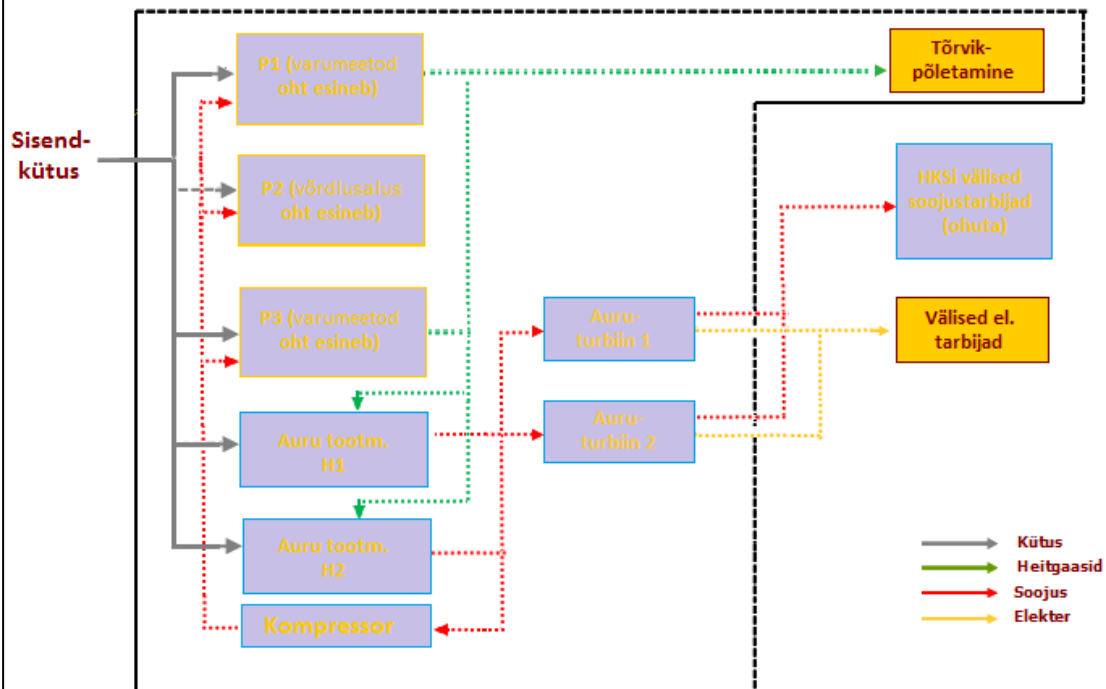 P1 (varumeetod
oht esineb)
Tõrvik-
põletamine
Sisend-
kütus
P2 (võrdlusalus
oht esineb)
HKSi välised
soojustarbijad
(ohuta)
P3 (varumeetod
oht esineb)
Auru-
turbiin 1
Välised el.
tarbijad
Auru tootm.
H1
Auru-
turbiin 2
Auru tootm.
H2
Kompressor
Kütus
Heitgaasid
Soojus
Elekter